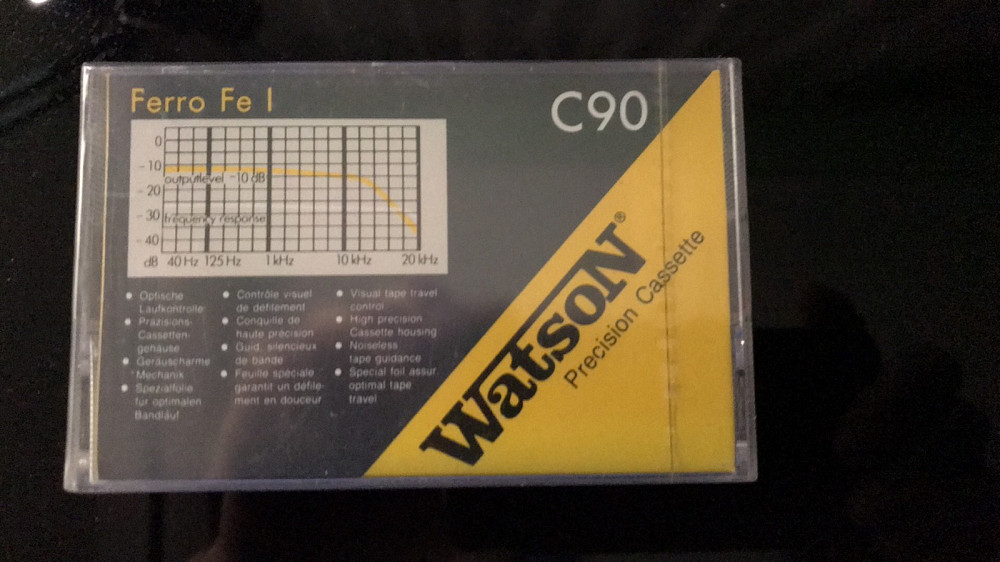 Ferro Fe I
C90
0
-10
outputlevel -10 dB
-20
-30
frequency response
-40
dB 40 Hz 125 Hz 1 kHz 10 kHz 20 kHz
• Optische
Laufkontrolle
• Präzisions-
Cassetten-
gehäuse
• Geräuscharme
Mechanik
• Spezialfolie
für optimalen
Bandlauf
• Contrôle visuel
de défilement
• Conquille de
haute précision
• Guid. silencieux
de bande
• Feuille spéciale
garantit un défile-
ment en douceur
• Visual tape travel
control
• High precision
Cassette housing
• Noiseless
tape guidance
• Special foil assur.
optimal tape
travel
WatsoN®
Precision Cassette